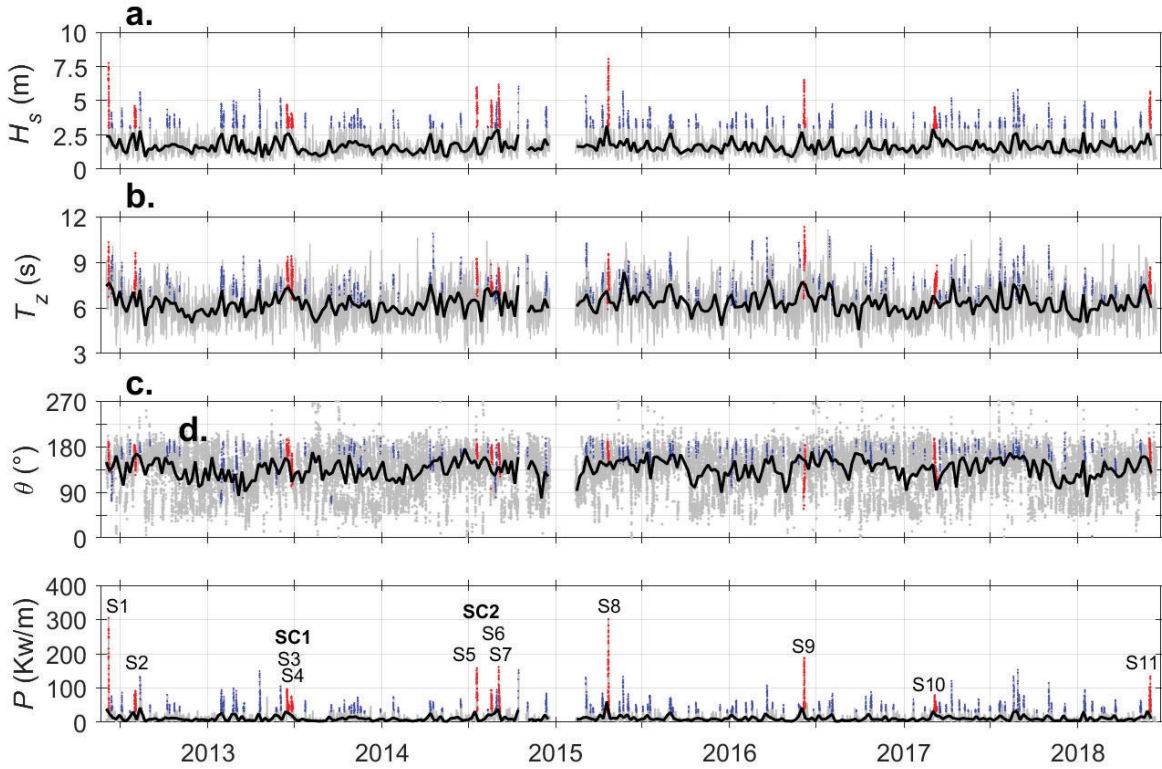 a.
10
7.5
5
2.5
0
H_s (m)
b.
12
9
6
3
T_z (s)
c.
270
180
90
0
θ (°)
d.
400
300
200
100
0
P (Kw/m)
S1
S2
SC1
S3
S4
SC2
S5
S6
S7
S8
S9
S10
S11
2013
2014
2015
2016
2017
2018